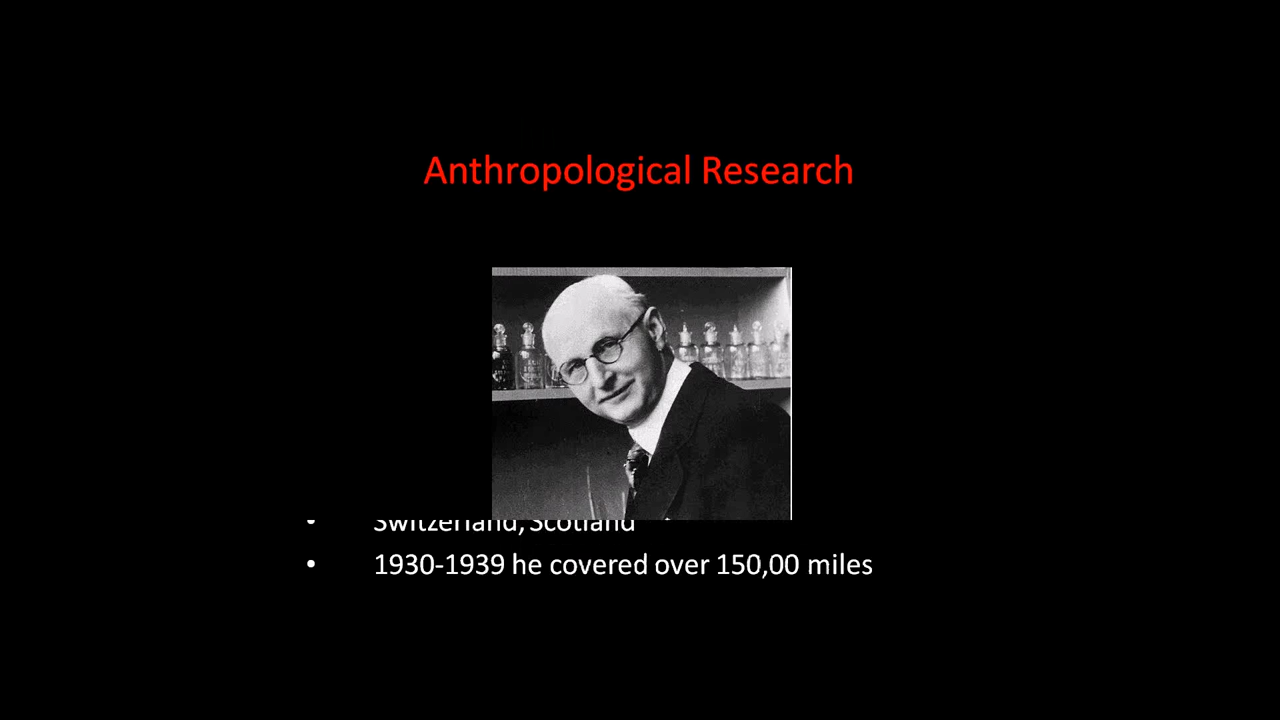 Anthropological Research
• Switzerland, Scotland
• 1930-1939 he covered over 150,00 miles